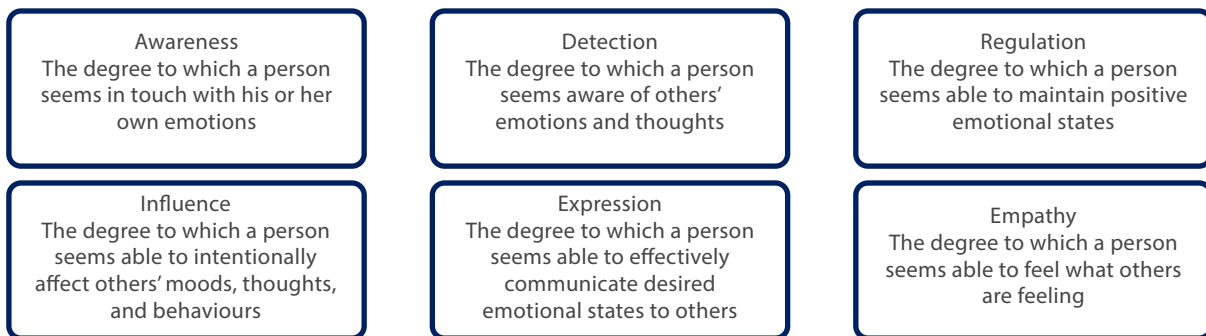 Awareness
The degree to which a person
seems in touch with his or her
own emotions
Detection
The degree to which a person
seems aware of others’
emotions and thoughts
Regulation
The degree to which a person
seems able to maintain positive
emotional states
Influence
The degree to which a person
seems able to intentionally
affect others’ moods, thoughts,
and behaviours
Expression
The degree to which a person
seems able to effectively
communicate desired
emotional states to others
Empathy
The degree to which a person
seems able to feel what others
are feeling